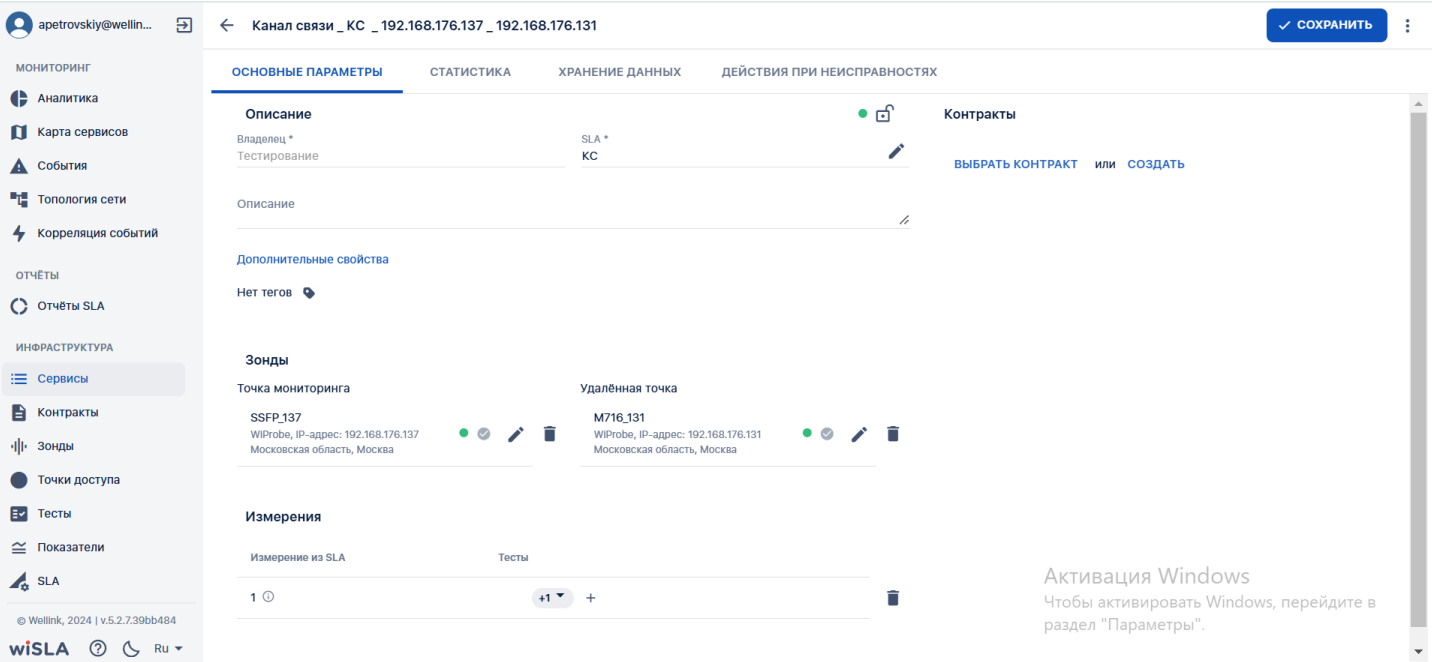 apetrovskiy@wellin...
Канал связи _ КС _ 192.168.176.137 _ 192.168.176.131
СОХРАНИТЬ
МОНИТОРИНГ
Аналитика
Карта сервисов
События
Топология сети
Корреляция событий
ОТЧЁТЫ
Отчёты SLA
ИНФРАСТРУКТУРА
Сервисы
Контракты
Зонды
Точки доступа
Тесты
Показатели
SLA
© Wellink, 2024 | v.5.2.7.39bb484
wiSLA
Ru
ОСНОВНЫЕ ПАРАМЕТРЫ СТАТИСТИКА ХРАНЕНИЕ ДАННЫХ ДЕЙСТВИЯ ПРИ НЕИСПРАВНОСТЯХ
Описание
Владелец * SLA *
Тестирование КС
Описание
Дополнительные свойства
Нет тегов
Контракты
ВЫБРАТЬ КОНТРАКТ или СОЗДАТЬ
Зонды
Точка мониторинга
SSFP_137
WiProbe, IP-адрес: 192.168.176.137
Московская область, Москва
Удалённая точка
M716_131
WiProbe, IP-адрес: 192.168.176.131
Московская область, Москва
Измерения
Измерение из SLA Тесты
1 +1 +
Активация Windows
Чтобы активировать Windows, перейдите в
раздел "Параметры".